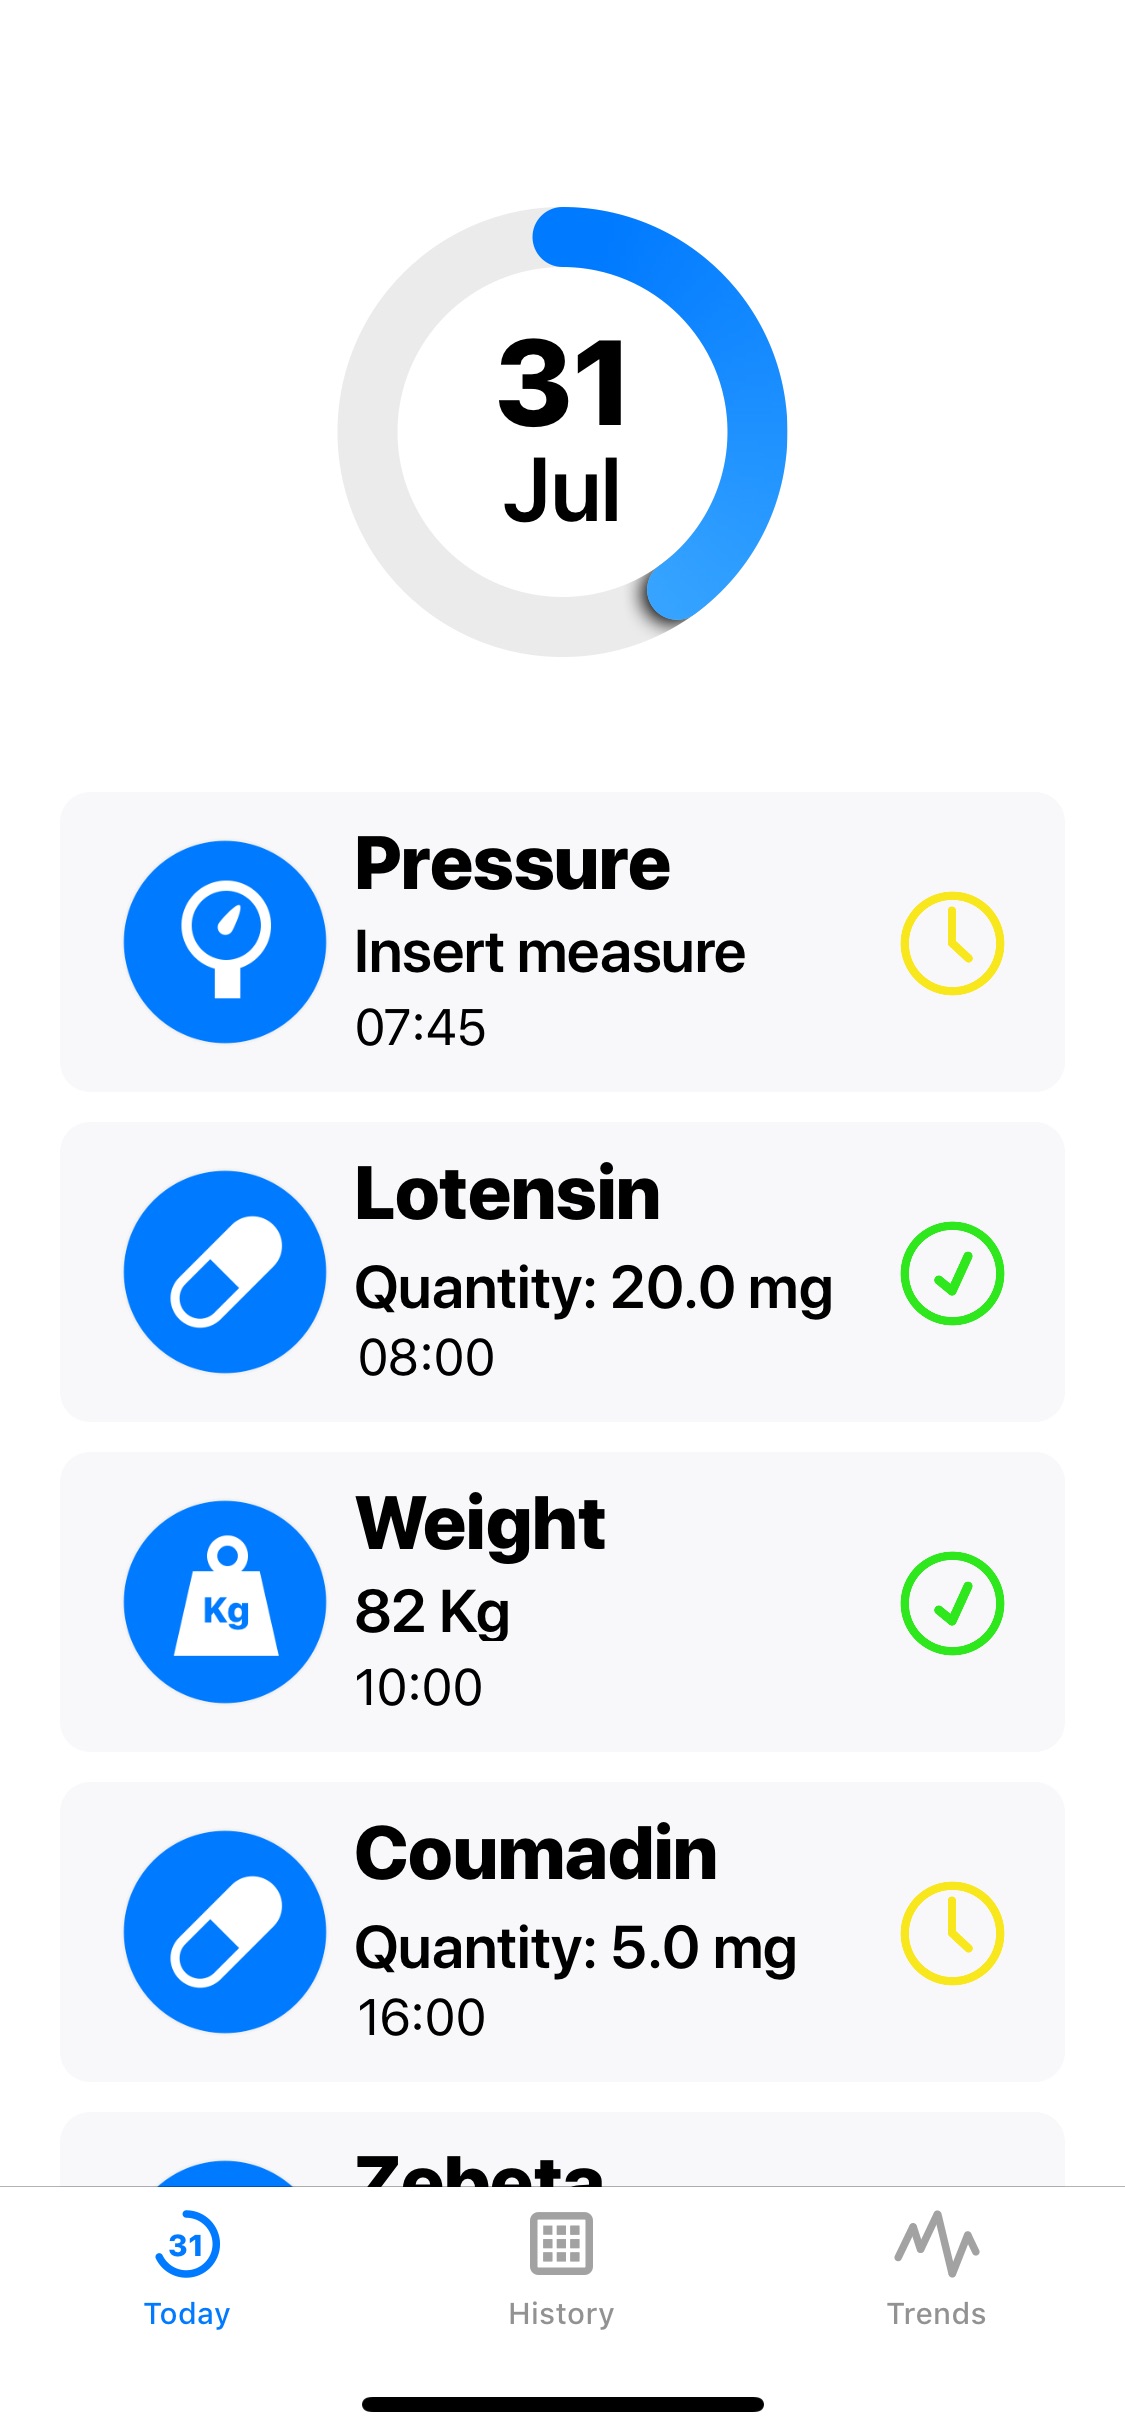 31
Jul
Pressure
Insert measure
07:45
Lotensin
Quantity: 20.0 mg
08:00
Kg
Weight
82 Kg
10:00
Coumadin
Quantity: 5.0 mg
16:00
Zebeta
31
Today
History
Trends